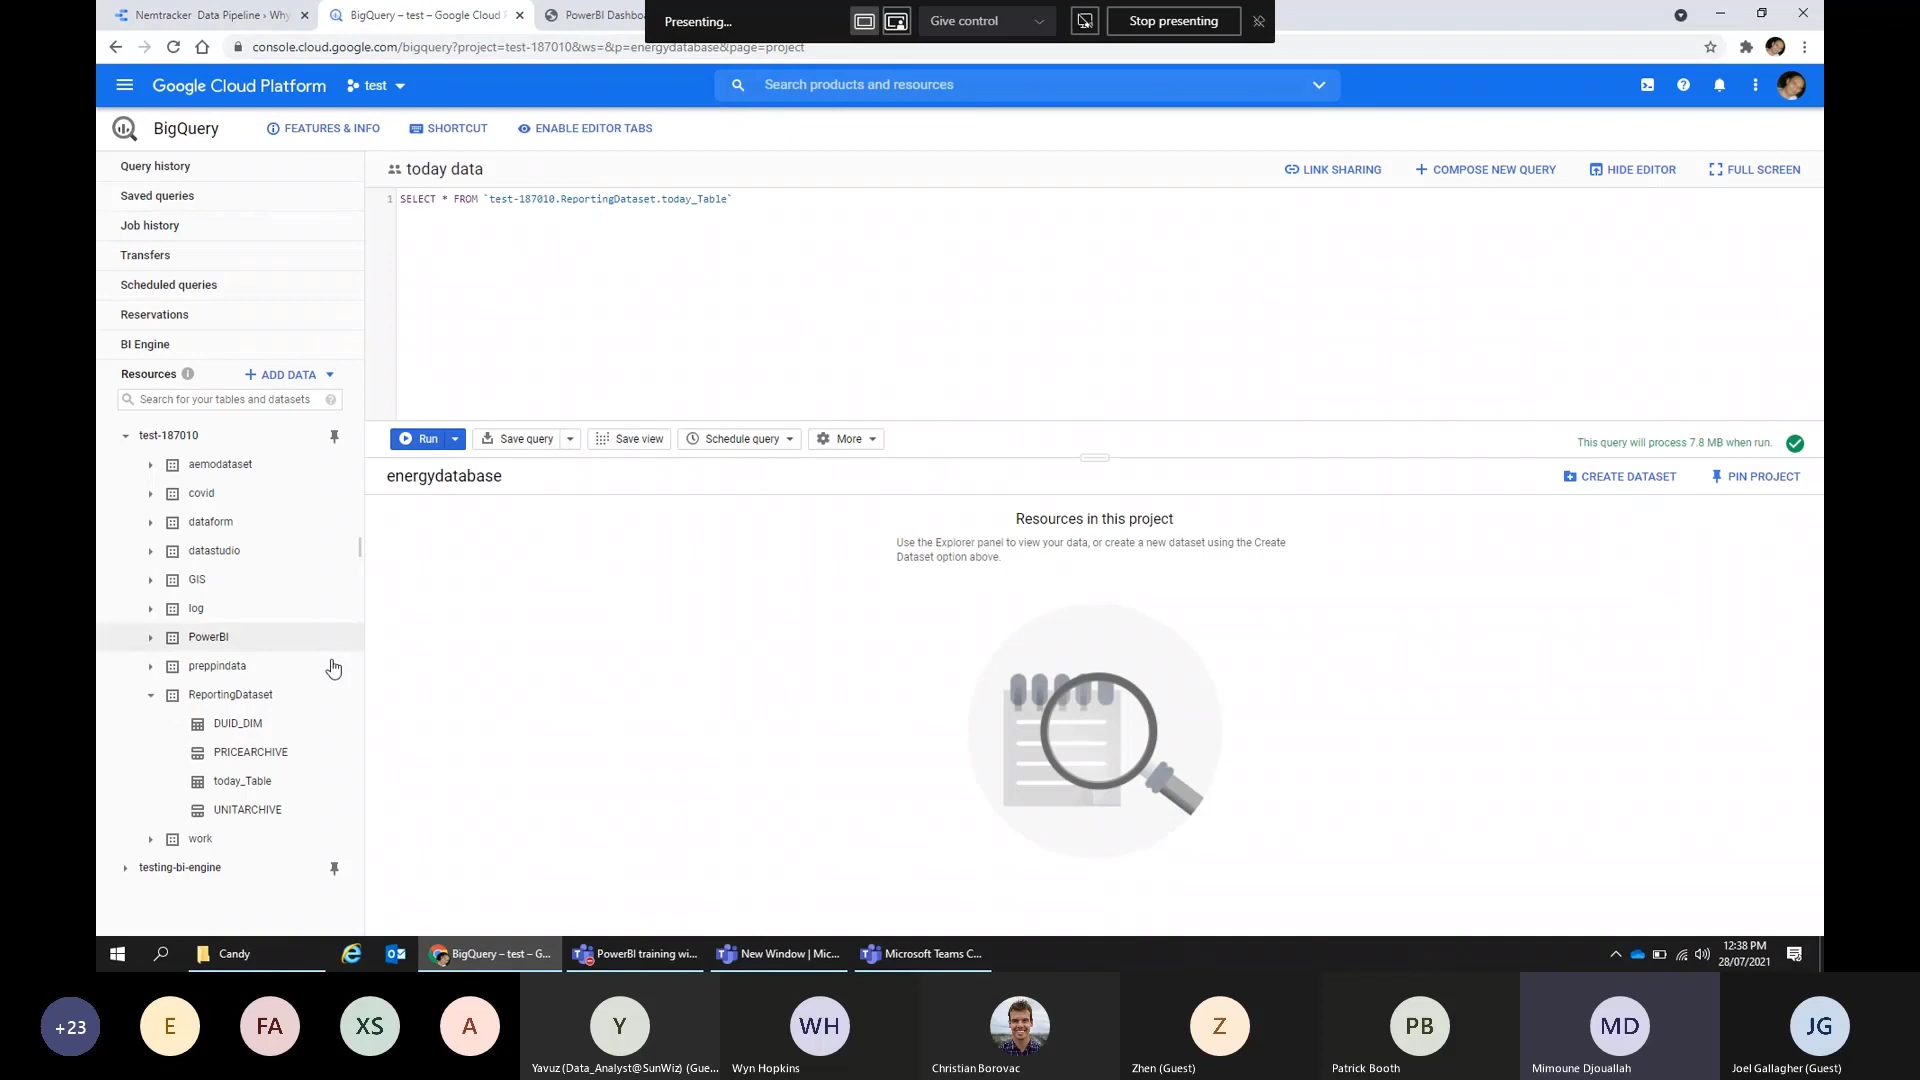 Nemtracker Data Pipeline › Why
BigQuery – test – Google Cloud P
PowerBI Dashbo
Presenting...
Give control
Stop presenting
console.cloud.google.com/bigquery?project=test-187010&ws=&p=energydatabase&page=project
Google Cloud Platform
test
Search products and resources
BigQuery
FEATURES & INFO
SHORTCUT
ENABLE EDITOR TABS
Query history
Saved queries
Job history
Transfers
Scheduled queries
Reservations
BI Engine
Resources
+ ADD DATA
Search for your tables and datasets
test-187010
aemodataset
covid
dataform
datastudio
GIS
log
PowerBI
preppindata
ReportingDataset
DUID_DIM
PRICEARCHIVE
today_Table
UNITARCHIVE
work
testing-bi-engine
today data
LINK SHARING
+ COMPOSE NEW QUERY
HIDE EDITOR
FULL SCREEN
1 SELECT * FROM `test-187010.ReportingDataset.today_Table`
Run
Save query
Save view
Schedule query
More
This query will process 7.8 MB when run.
energydatabase
CREATE DATASET
PIN PROJECT
Resources in this project
Use the Explorer panel to view your data, or create a new dataset using the Create
Dataset option above.
Candy
BigQuery – test – G...
PowerBI training wi...
New Window | Mic...
Microsoft Teams C...
12:38 PM
28/07/2021
+23
E
FA
XS
A
Y
WH
Z
PB
MD
JG
Yavuz (Data_Analyst@SunWiz) (Gue...
Wyn Hopkins
Christian Borovac
Zhen (Guest)
Patrick Booth
Mimoune Djouallah
Joel Gallagher (Guest)